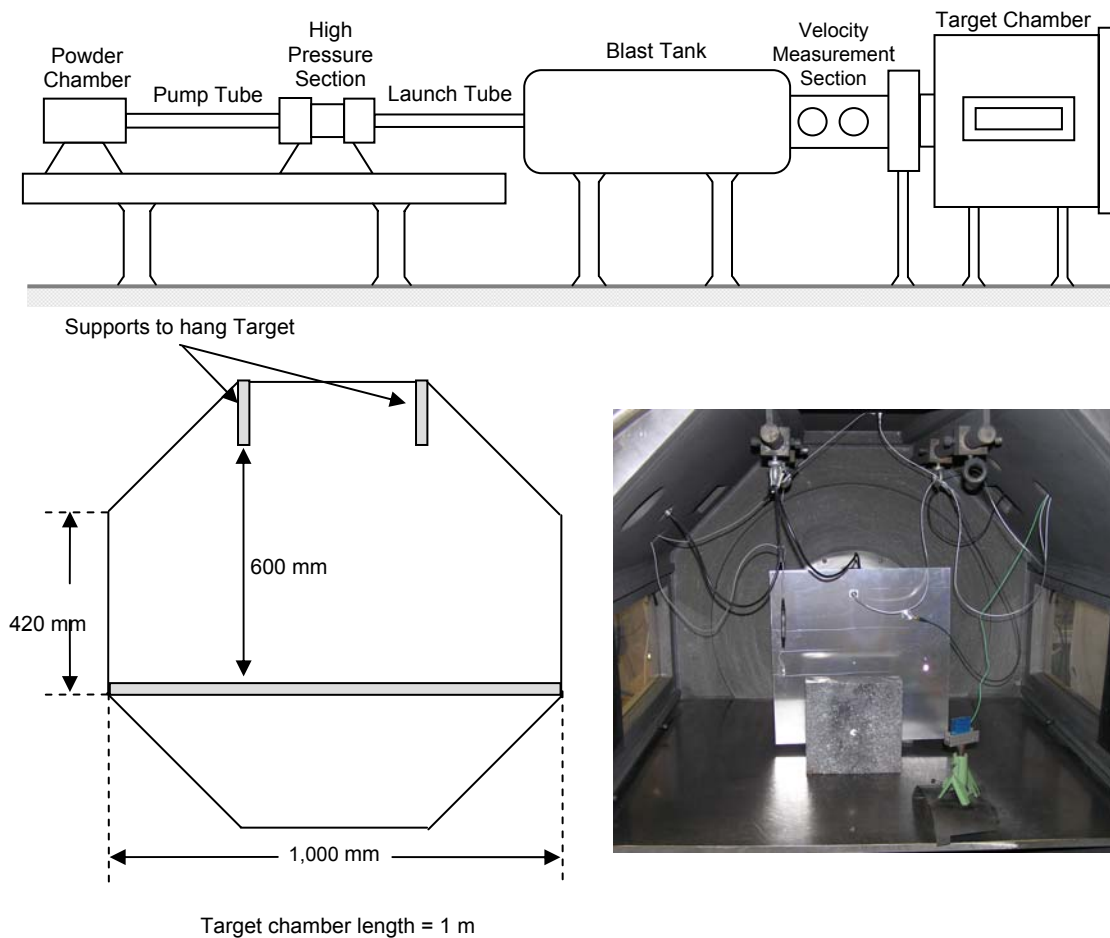 Powder
Chamber
Pump Tube
High
Pressure
Section
Launch Tube
Blast Tank
Velocity
Measurement
Section
Target Chamber
Supports to hang Target
600 mm
420 mm
1,000 mm
Target chamber length = 1 m